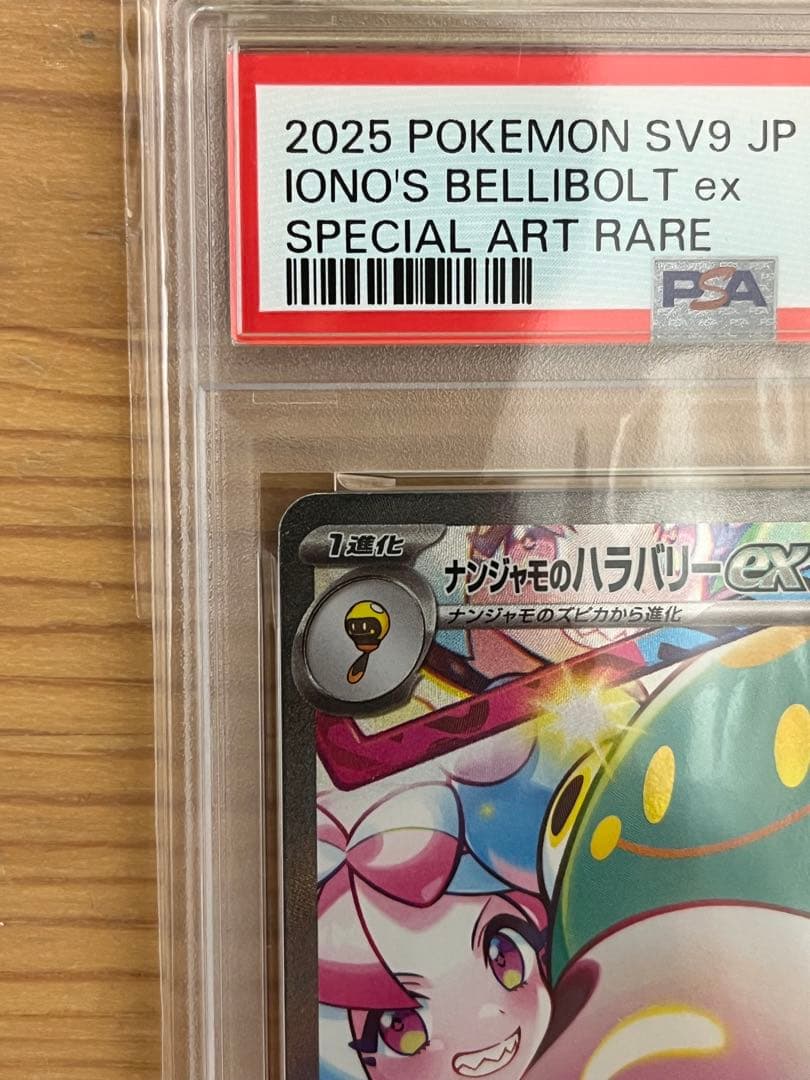 2025 POKEMON SV9 JP
IONO'S BELLIBOLT ex
SPECIAL ART RARE
PSA
1進化
ナンジャモのハラバリーex
ナンジャモのズピカから進化